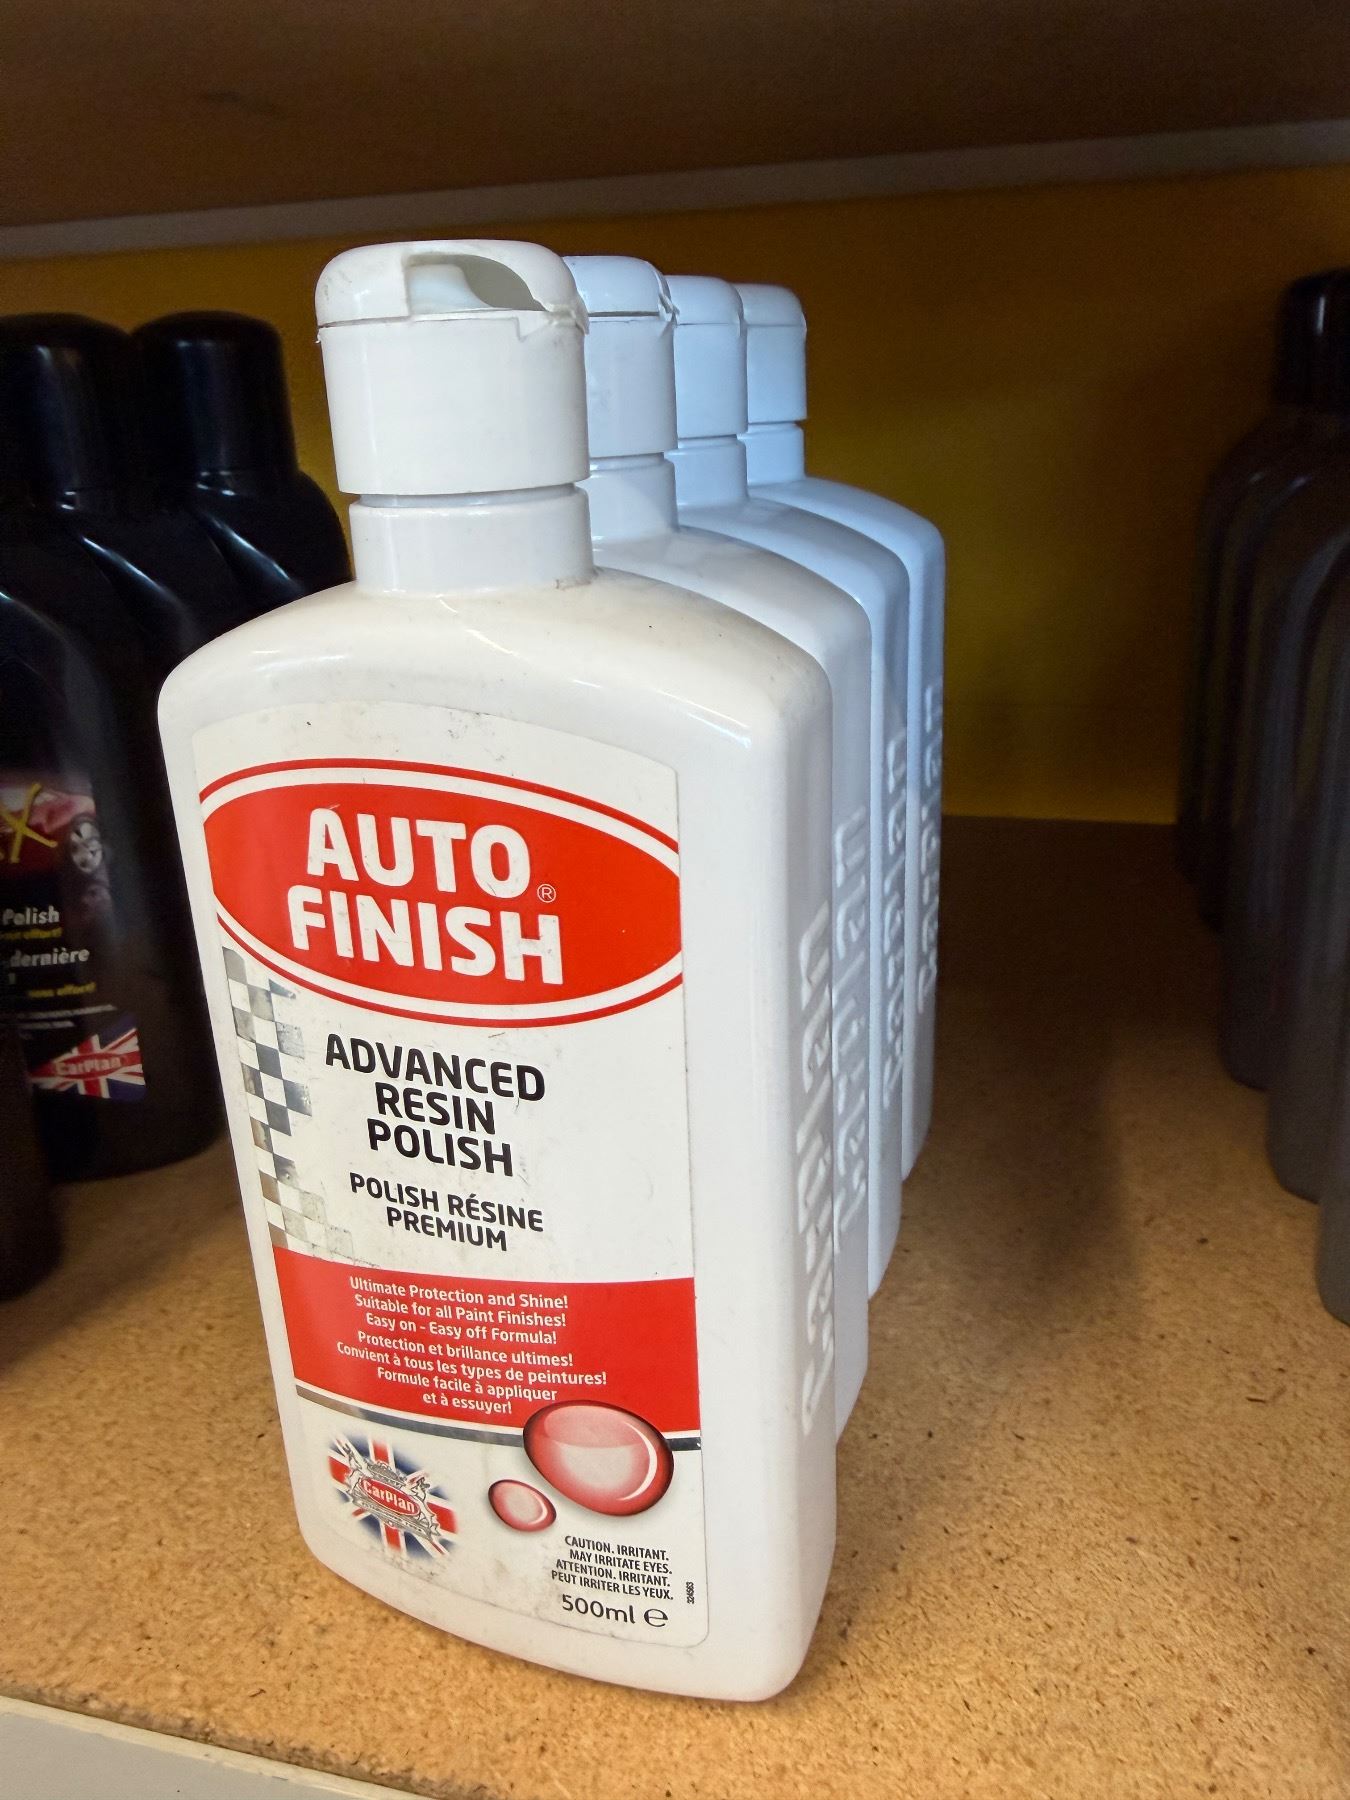 AUTO
FINISH®
ADVANCED
RESIN
POLISH
POLISH RÉSINE
PREMIUM
Ultimate Protection and Shine!
Suitable for all Paint Finishes!
Easy on - Easy off Formula!
Protection et brillance ultimes!
Convient à tous les types de peintures!
Formule facile à appliquer
et à essuyer!
CarPlan
CAUTION. IRRITANT.
MAY IRRITATE EYES.
ATTENTION. IRRITANT.
PEUT IRRITER LES YEUX.
500ml ℮
Polish
dernière
CarPlan